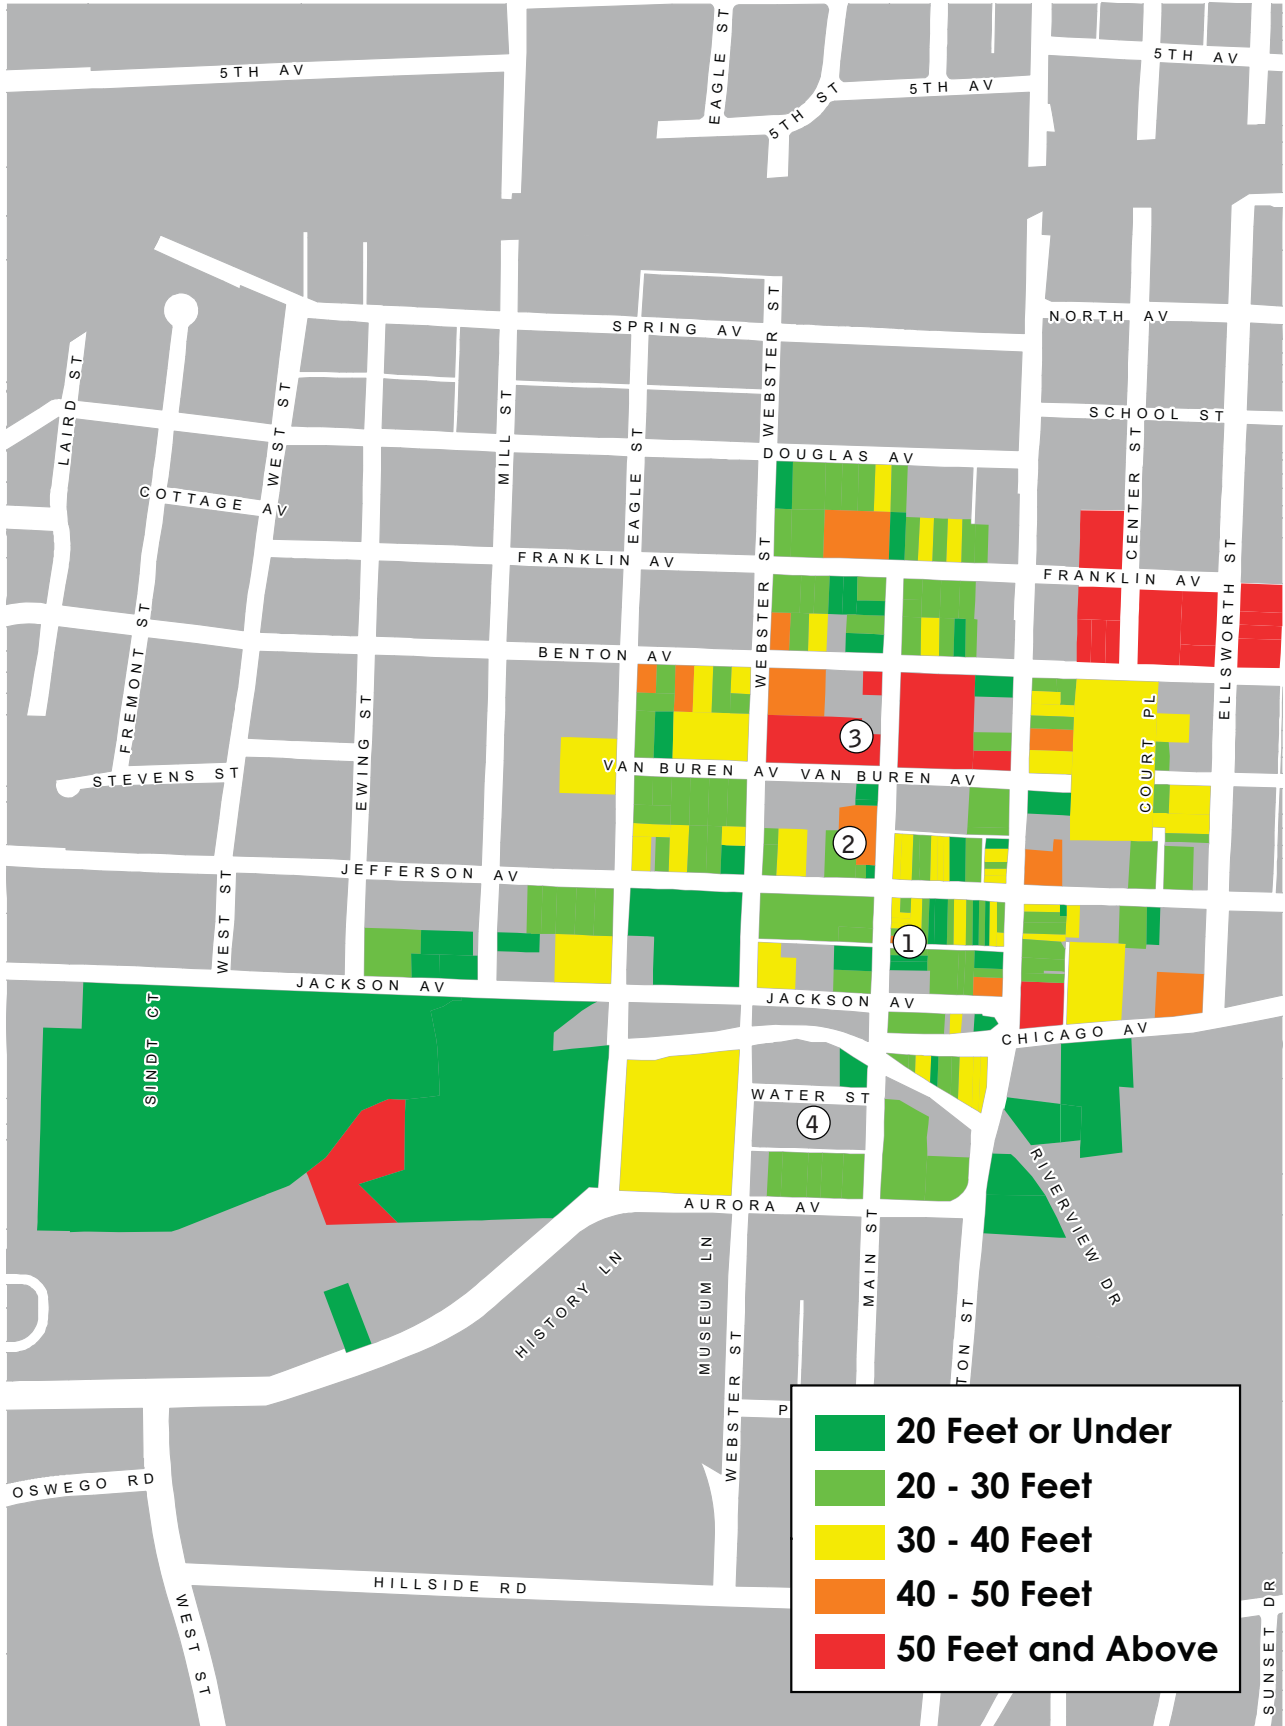 5TH AV
EAGLE ST
5TH ST
5TH AV
5TH AV
SPRING AV
WEBSTER ST
NORTH AV
LAIRD ST
WEST ST
MILL ST
EAGLE ST
SCHOOL ST
CENTER ST
DOUGLAS AV
COTTAGE AV
FRANKLIN AV
WEBSTER ST
FRANKLIN AV
ELLSWORTH ST
FREMONT ST
BENTON AV
EWING ST
COURT PL
3
STEVENS ST
VAN BUREN AV
VAN BUREN AV
2
JEFFERSON AV
WEST ST
1
JACKSON AV
JACKSON AV
SINDT CT
CHICAGO AV
WATER ST
4
RIVERVIEW DR
AURORA AV
HISTORY LN
MUSEUM LN
MAIN ST
TON ST
WEBSTER ST
P
OSWEGO RD
HILLSIDE RD
WEST ST
SUNSET DR
20 Feet or Under
20 - 30 Feet
30 - 40 Feet
40 - 50 Feet
50 Feet and Above